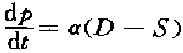 dp/dt = α(D − S)